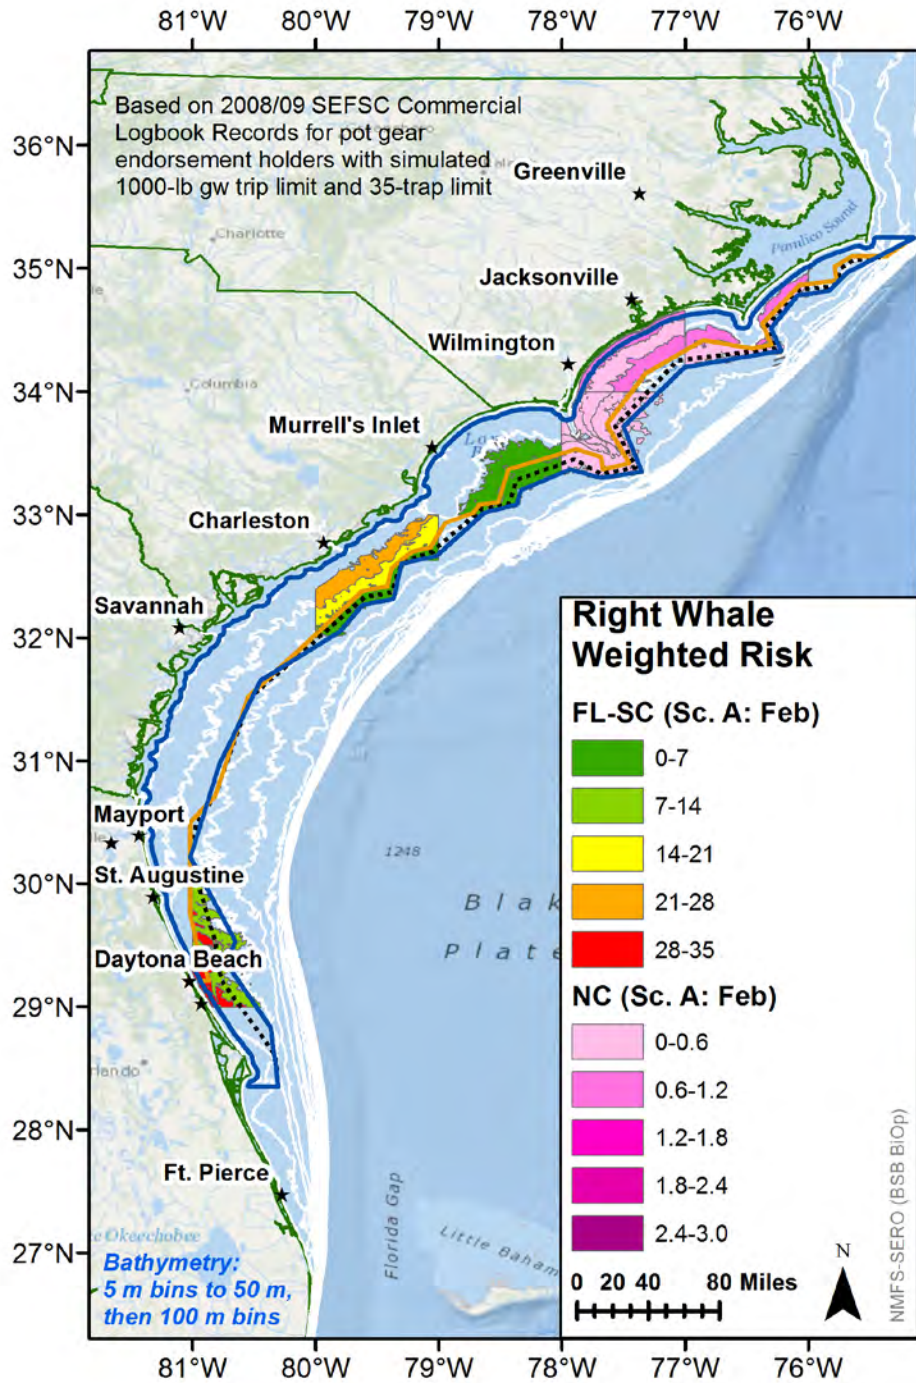 81°W 80°W 79°W 78°W 77°W 76°W
36°N
35°N
34°N
33°N
32°N
31°N
30°N
29°N
28°N
27°N
Based on 2008/09 SEFSC Commercial
Logbook Records for pot gear
endorsement holders with simulated
1000-lb gw trip limit and 35-trap limit
Greenville
Charlotte
Pamlico Sound
Jacksonville
Wilmington
Columbia
Murrell's Inlet
Charleston
Savannah
Mayport
St. Augustine
Daytona Beach
Ft. Pierce
1248
Blak
Plate
Florida Gap
Little Baham
e Okeechobee
rlando
Bathymetry:
5 m bins to 50 m,
then 100 m bins
Right Whale
Weighted Risk
FL-SC (Sc. A: Feb)
0-7
7-14
14-21
21-28
28-35
NC (Sc. A: Feb)
0-0.6
0.6-1.2
1.2-1.8
1.8-2.4
2.4-3.0
0 20 40 80 Miles
N
NMFS-SERO (BSB BiOp)
81°W 80°W 79°W 78°W 77°W 76°W